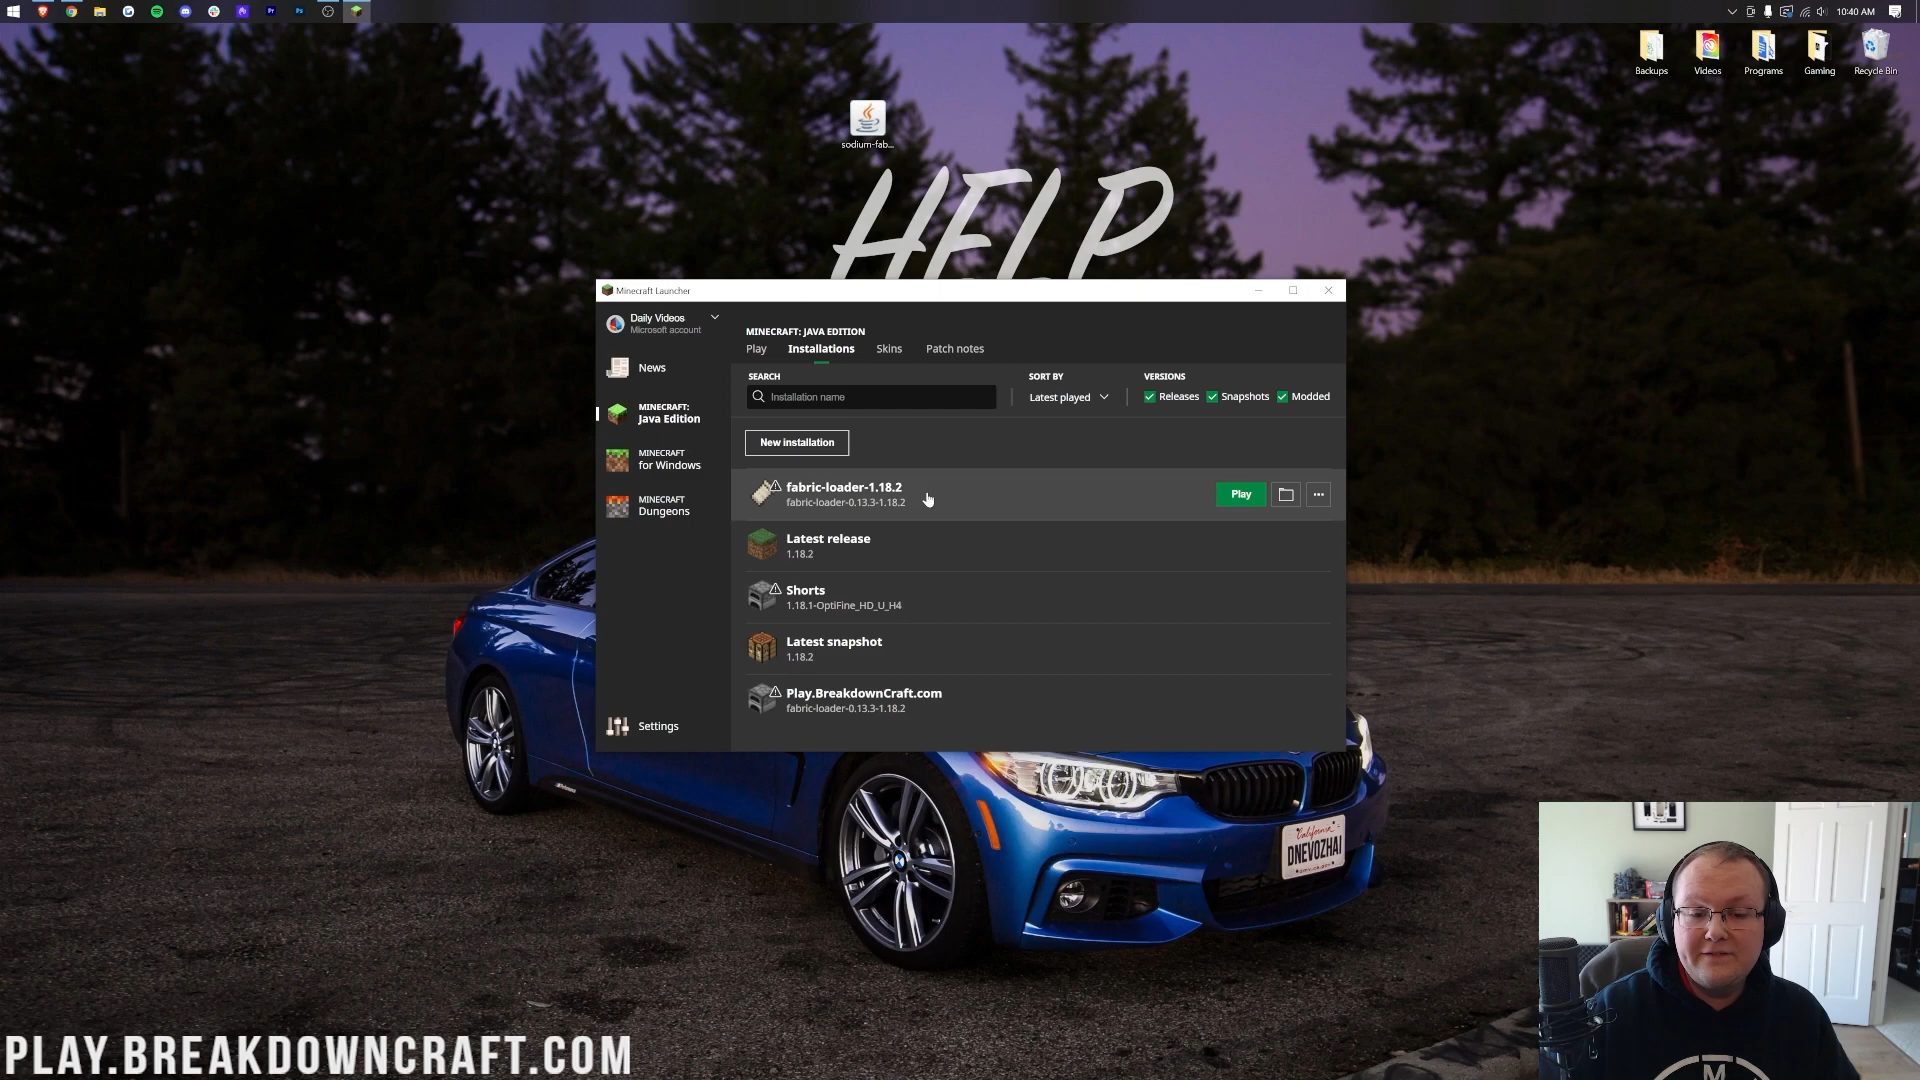 10:40 AM
Backups
Videos
Programs
Gaming
Recycle Bin
sodium-fab...
HELP
Minecraft Launcher
Daily Videos
Microsoft account
News
MINECRAFT:
Java Edition
MINECRAFT
for Windows
MINECRAFT
Dungeons
Settings
MINECRAFT: JAVA EDITION
Play
Installations
Skins
Patch notes
SEARCH
Installation name
SORT BY
Latest played
VERSIONS
Releases
Snapshots
Modded
New installation
fabric-loader-1.18.2
fabric-loader-0.13.3-1.18.2
Play
Latest release
1.18.2
Shorts
1.18.1-OptiFine_HD_U_H4
Latest snapshot
1.18.2
Play.BreakdownCraft.com
fabric-loader-0.13.3-1.18.2
California
DNEVOZHAI
PLAY.BREAKDOWNCRAFT.COM
M